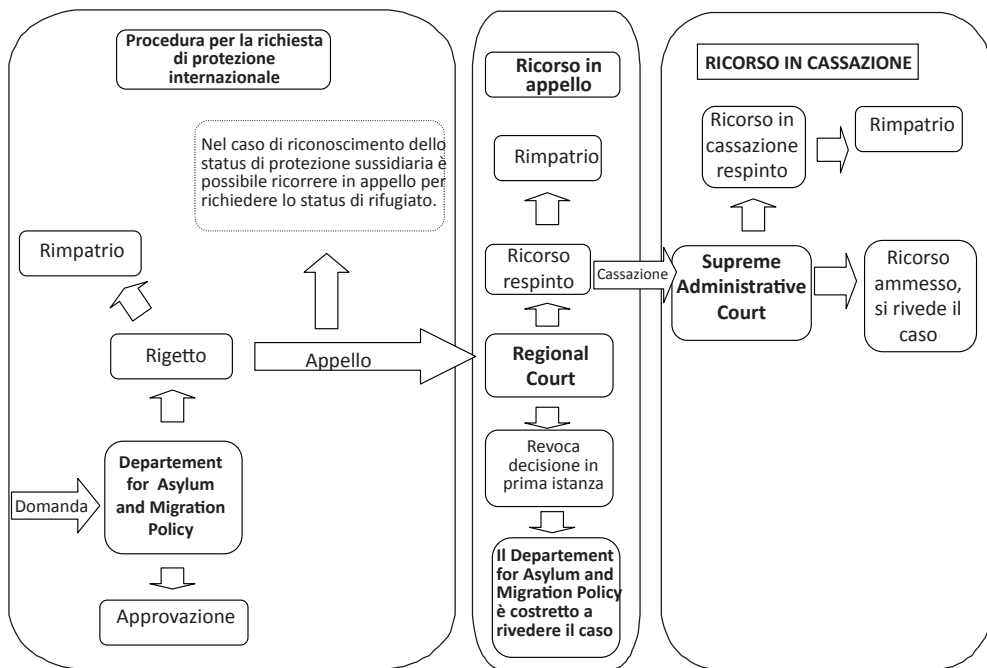 Procedura per la richiesta
di protezione
internazionale
Nel caso di riconoscimento dello
status di protezione sussidiaria è
possibile ricorrere in appello per
richiedere lo status di rifugiato.
Rimpatrio
Rigetto
Appello
Departement
for Asylum
and Migration
Policy
Domanda
Approvazione
Ricorso in
appello
Rimpatrio
Ricorso
respinto
Cassazione
Regional
Court
Revoca
decisione in
prima istanza
Il Departement
for Asylum and
Migration Policy
è costretto a
rivedere il caso
RICORSO IN CASSAZIONE
Ricorso in
cassazione
respinto
Rimpatrio
Supreme
Administrative
Court
Ricorso
ammesso,
si rivede il
caso